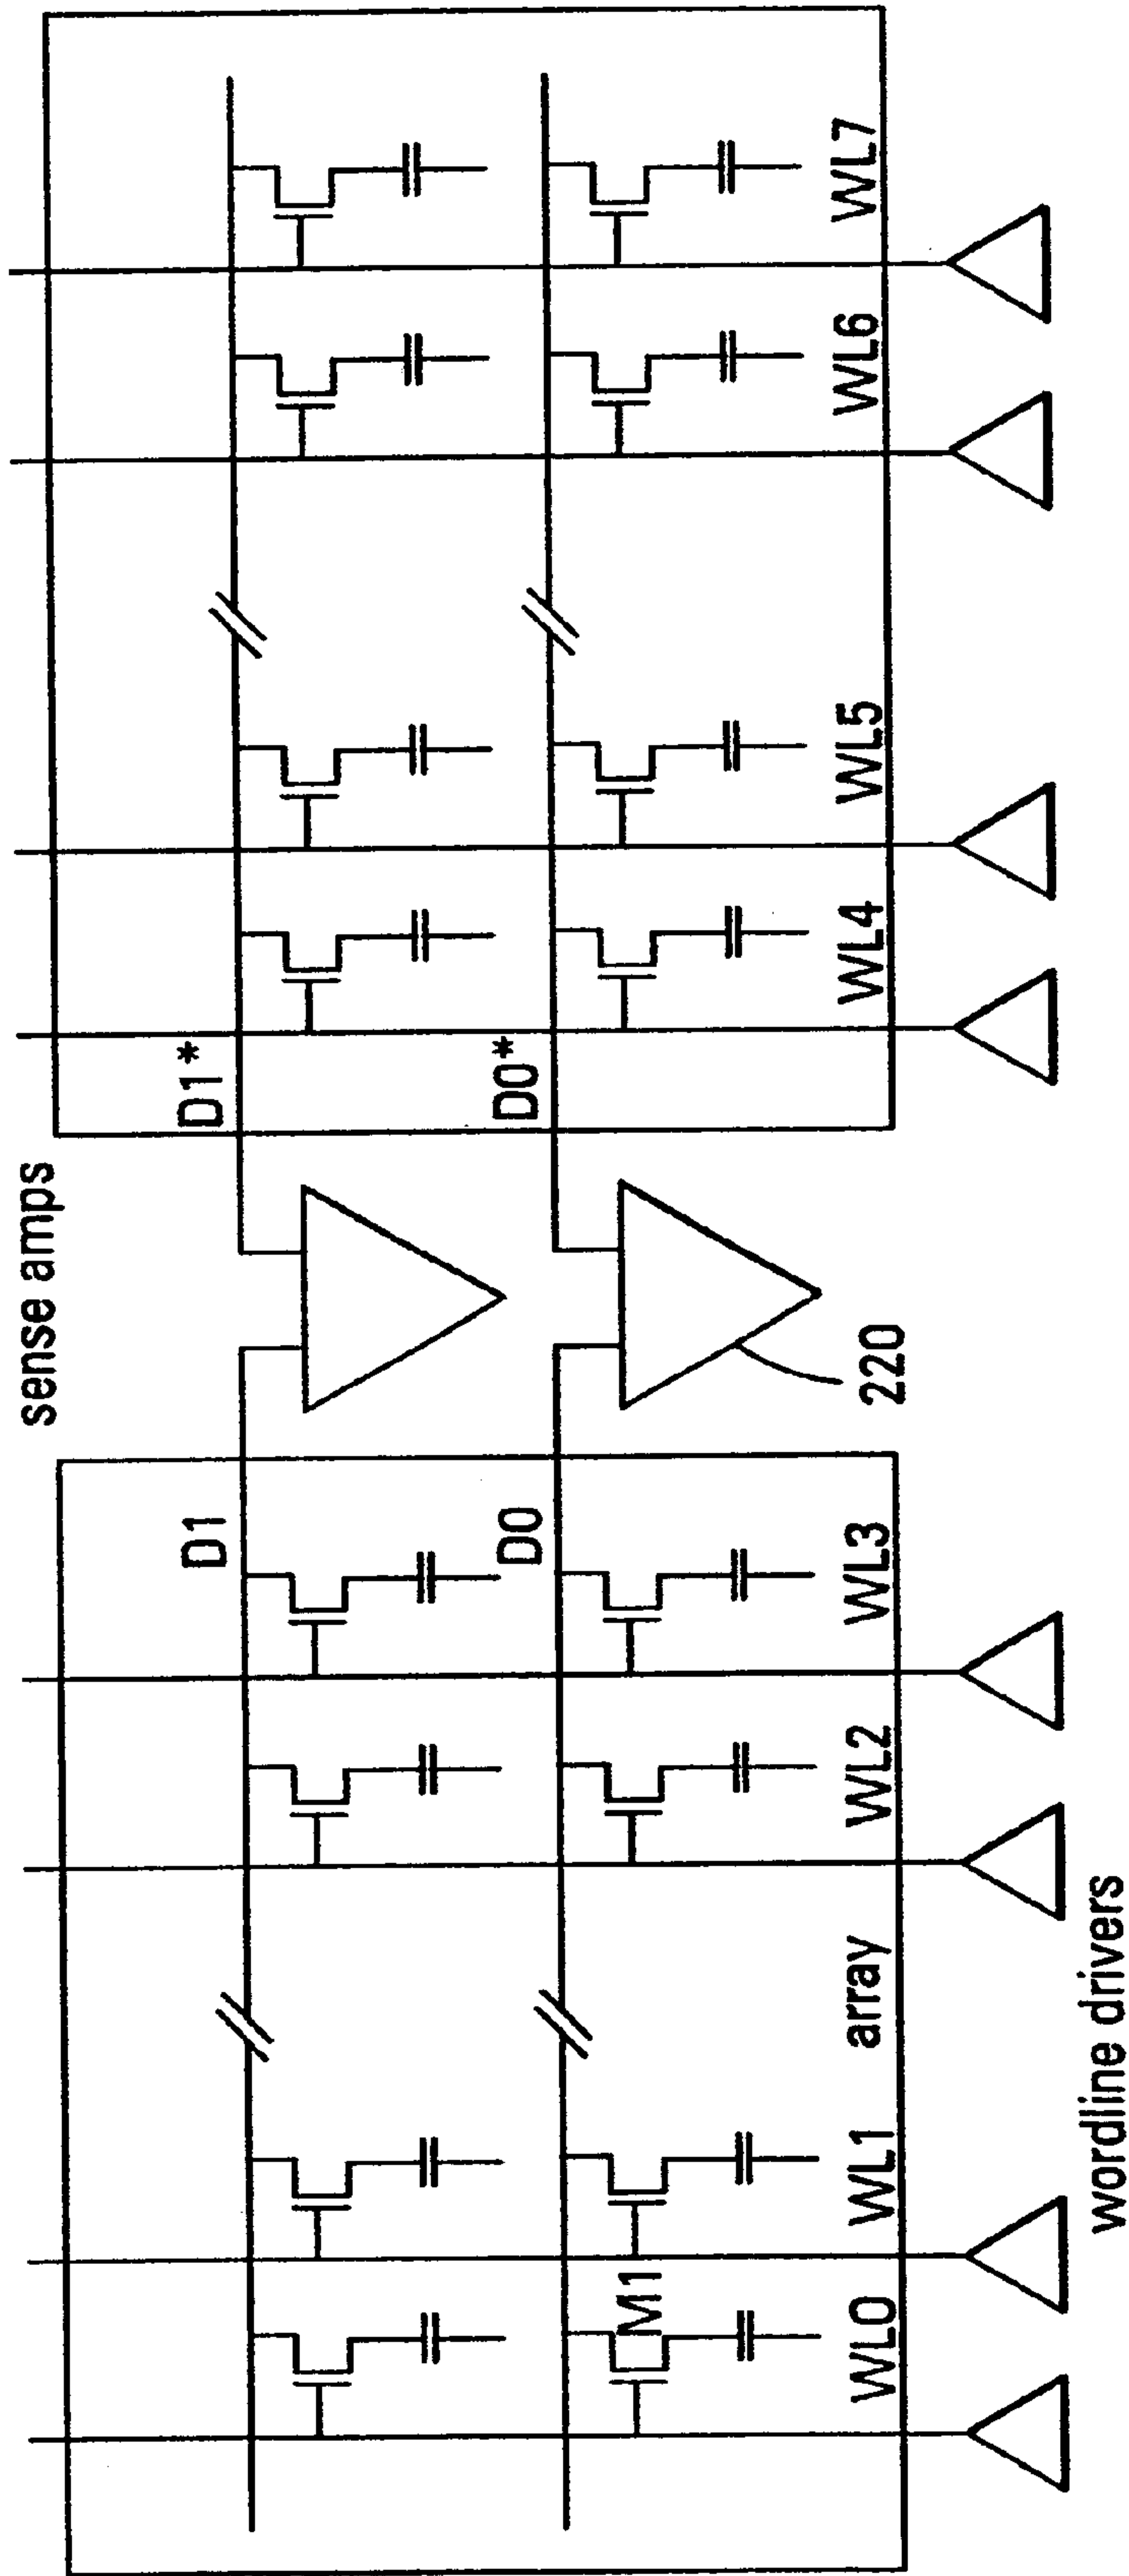 sense amps
D1
D1*
D0
D0*
M1
220
WL0
WL1
array
WL2
WL3
WL4
WL5
WL6
WL7
wordline drivers